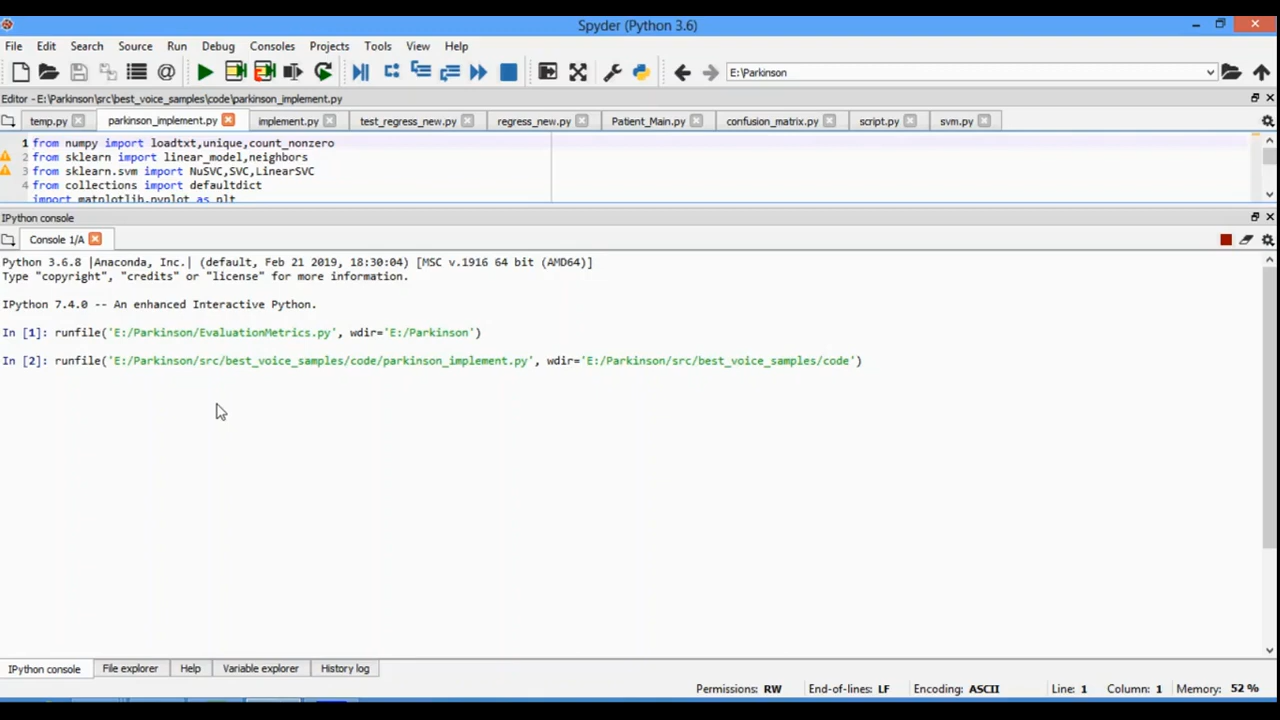 Spyder (Python 3.6)
File Edit Search Source Run Debug Consoles Projects Tools View Help
E:\Parkinson
Editor - E:\Parkinson\src\best_voice_samples\code\parkinson_implement.py
temp.py parkinson_implement.py implement.py test_regress_new.py regress_new.py Patient_Main.py confusion_matrix.py script.py svm.py
1 from numpy import loadtxt,unique,count_nonzero
2 from sklearn import linear_model,neighbors
3 from sklearn.svm import NuSVC,SVC,LinearSVC
4 from collections import defaultdict
import matplotlib.pyplot as plt
IPython console
Console 1/A
Python 3.6.8 |Anaconda, Inc.| (default, Feb 21 2019, 18:30:04) [MSC v.1916 64 bit (AMD64)]
Type "copyright", "credits" or "license" for more information.
IPython 7.4.0 -- An enhanced Interactive Python.
In [1]: runfile('E:/Parkinson/EvaluationMetrics.py', wdir='E:/Parkinson')
In [2]: runfile('E:/Parkinson/src/best_voice_samples/code/parkinson_implement.py', wdir='E:/Parkinson/src/best_voice_samples/code')
IPython console File explorer Help Variable explorer History log
Permissions: RW End-of-lines: LF Encoding: ASCII Line: 1 Column: 1 Memory: 52 %